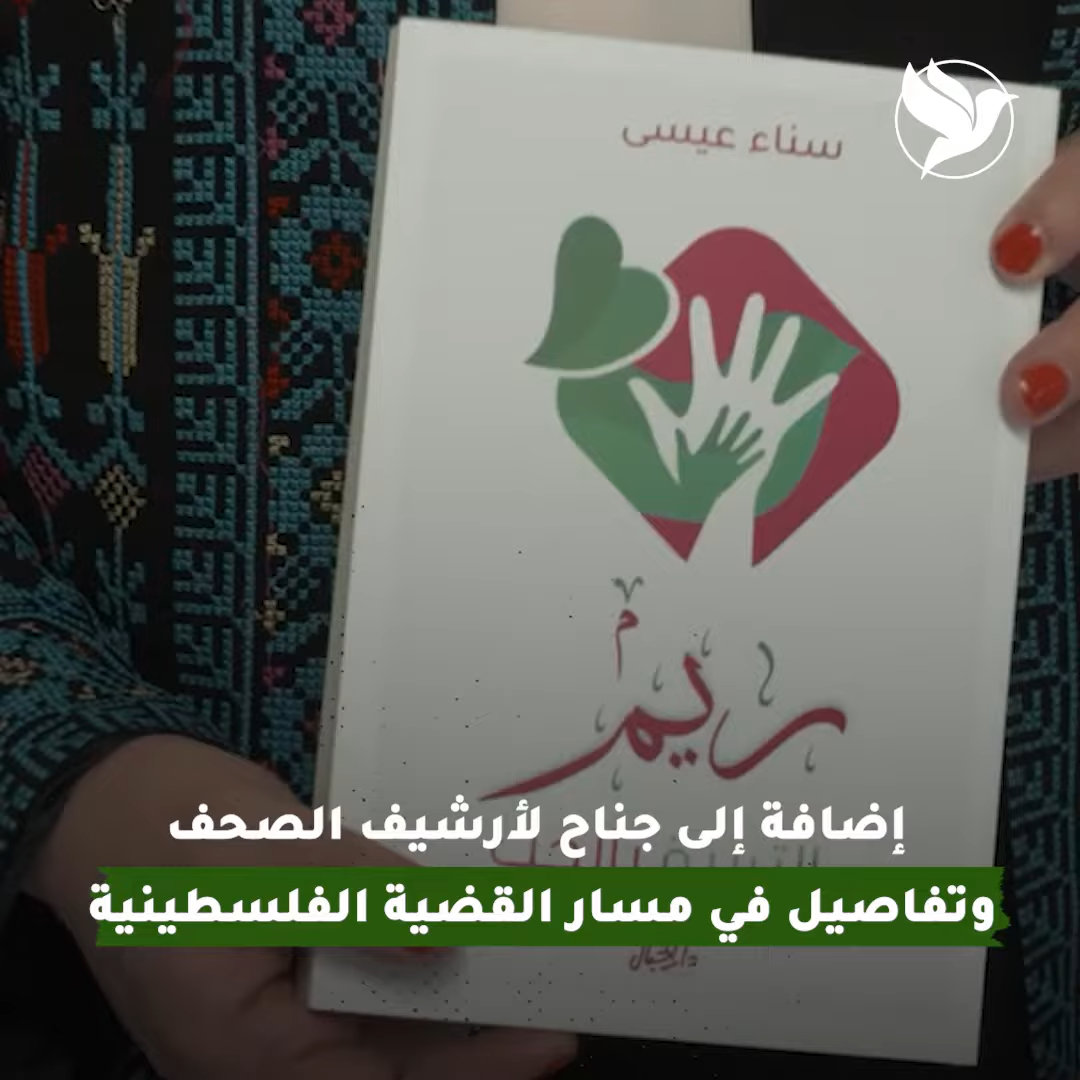 سناء عيسى
ريم
إضافة إلى جناح لأرشيف الصحف
وتفاصيل في مسار القضية الفلسطينية